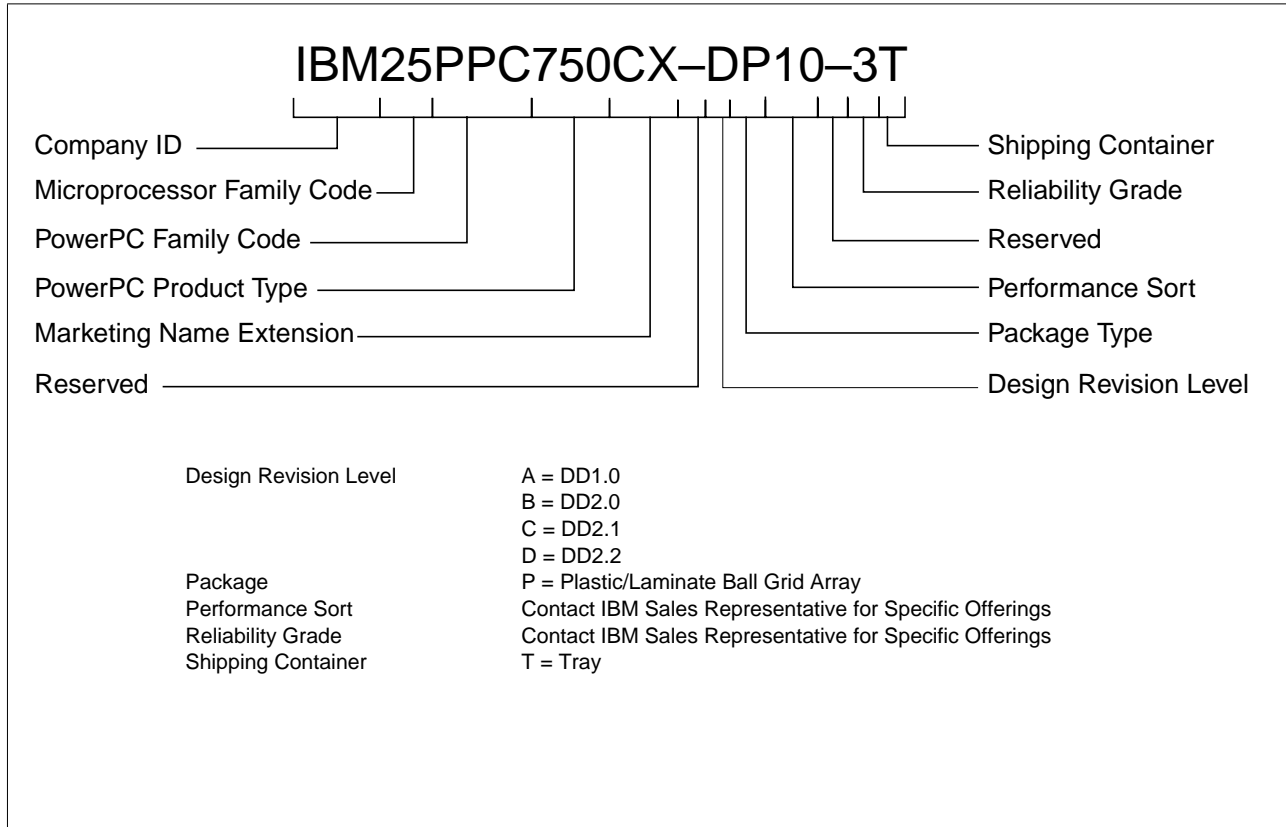 IBM25PPC750CX–DP10–3T
Company ID
Shipping Container
Microprocessor Family Code
Reliability Grade
PowerPC Family Code
Reserved
PowerPC Product Type
Performance Sort
Marketing Name Extension
Package Type
Reserved
Design Revision Level
Design Revision Level A = DD1.0
B = DD2.0
C = DD2.1
D = DD2.2
Package P = Plastic/Laminate Ball Grid Array
Performance Sort Contact IBM Sales Representative for Specific Offerings
Reliability Grade Contact IBM Sales Representative for Specific Offerings
Shipping Container T = Tray